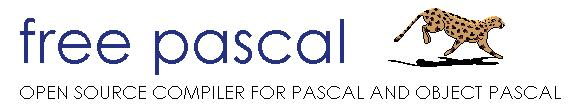 free pascal
OPEN SOURCE COMPILER FOR PASCAL AND OBJECT PASCAL